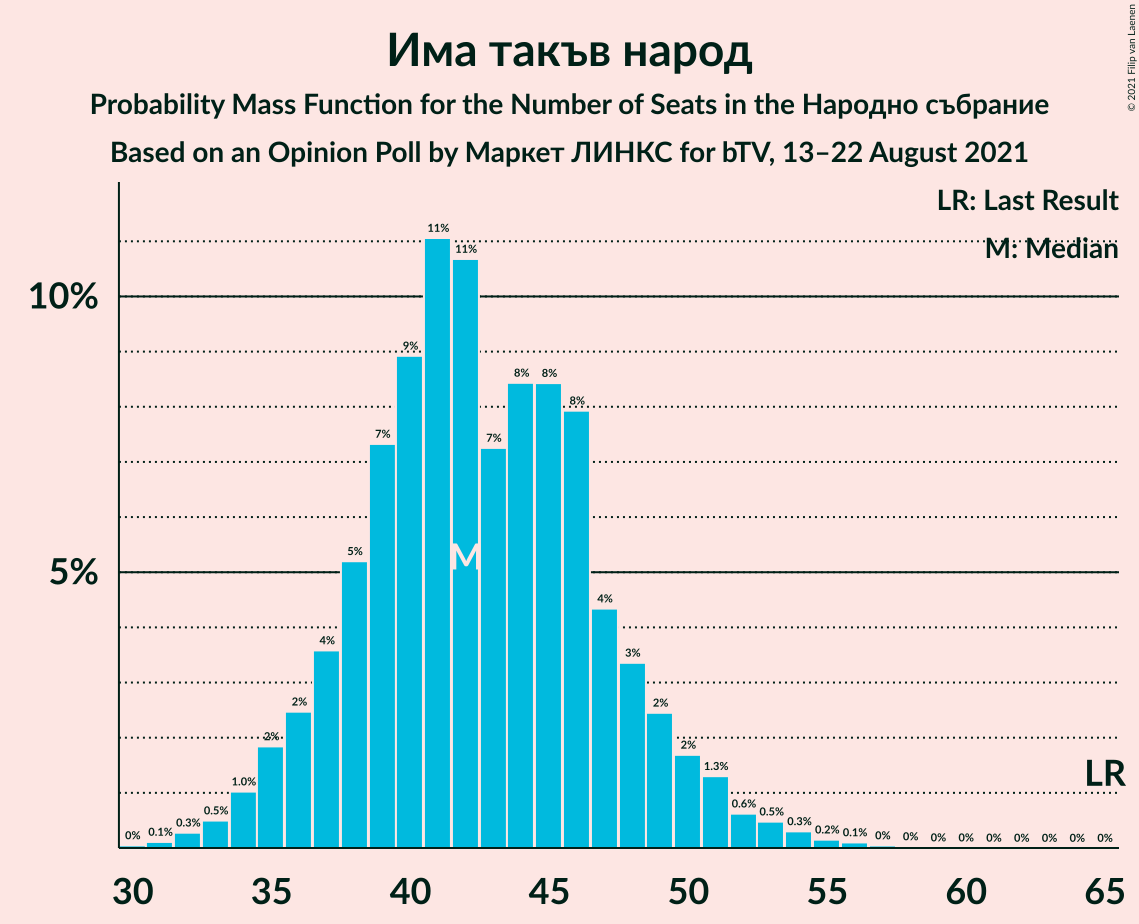 Има такъв народ
Probability Mass Function for the Number of Seats in the Народно събрание
Based on an Opinion Poll by Маркет ЛИНКС for bTV, 13–22 August 2021
© 2021 Filip van Laenen
LR: Last Result
M: Median
10%
5%
0% 0.1% 0.3% 0.5% 1.0% 2% 2% 4% 5% 7% 9% 11% 11% 7% 8% 8% 8% 4% 3% 2% 2% 1.3% 0.6% 0.5% 0.3% 0.2% 0.1% 0% 0% 0% 0% 0% 0% 0% 0% 0%
M
LR
30 35 40 45 50 55 60 65